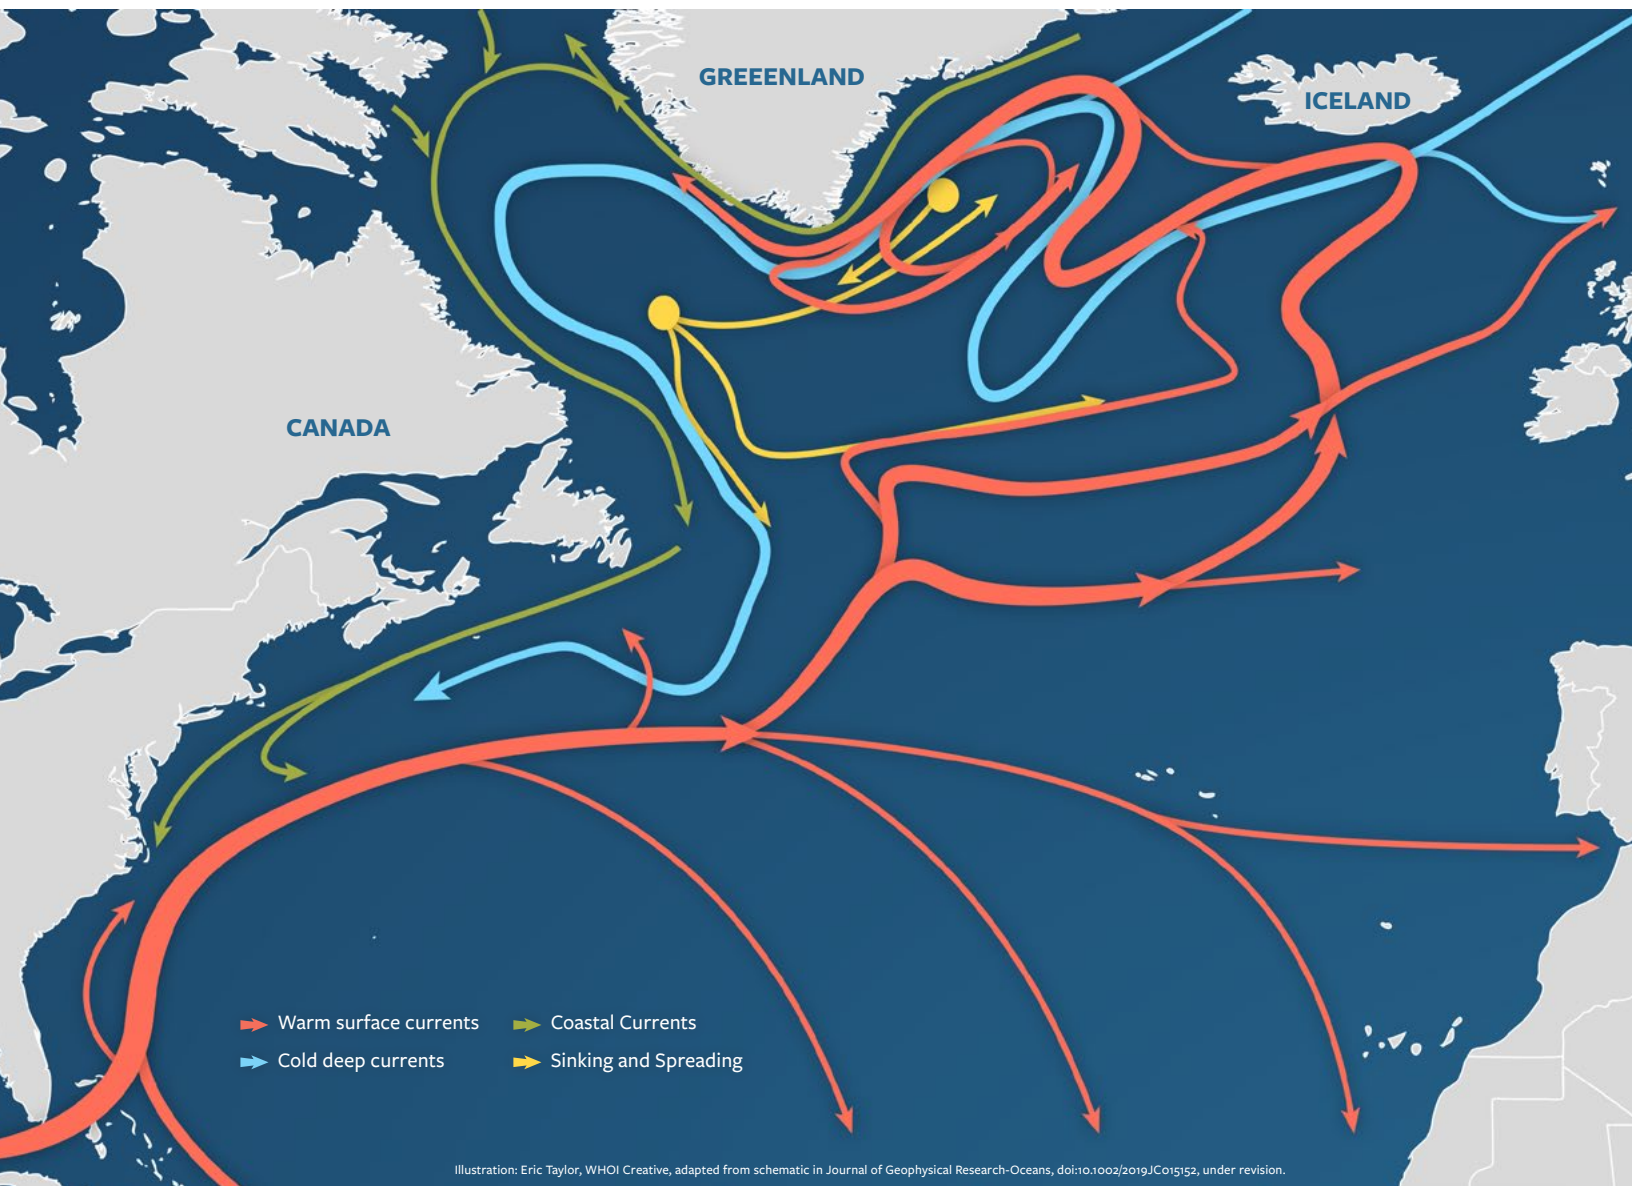 GREEENLAND
ICELAND
CANADA
Warm surface currents
Coastal Currents
Cold deep currents
Sinking and Spreading
Illustration: Eric Taylor, WHOI Creative, adapted from schematic in Journal of Geophysical Research-Oceans, doi:10.1002/2019JC015152, under revision.